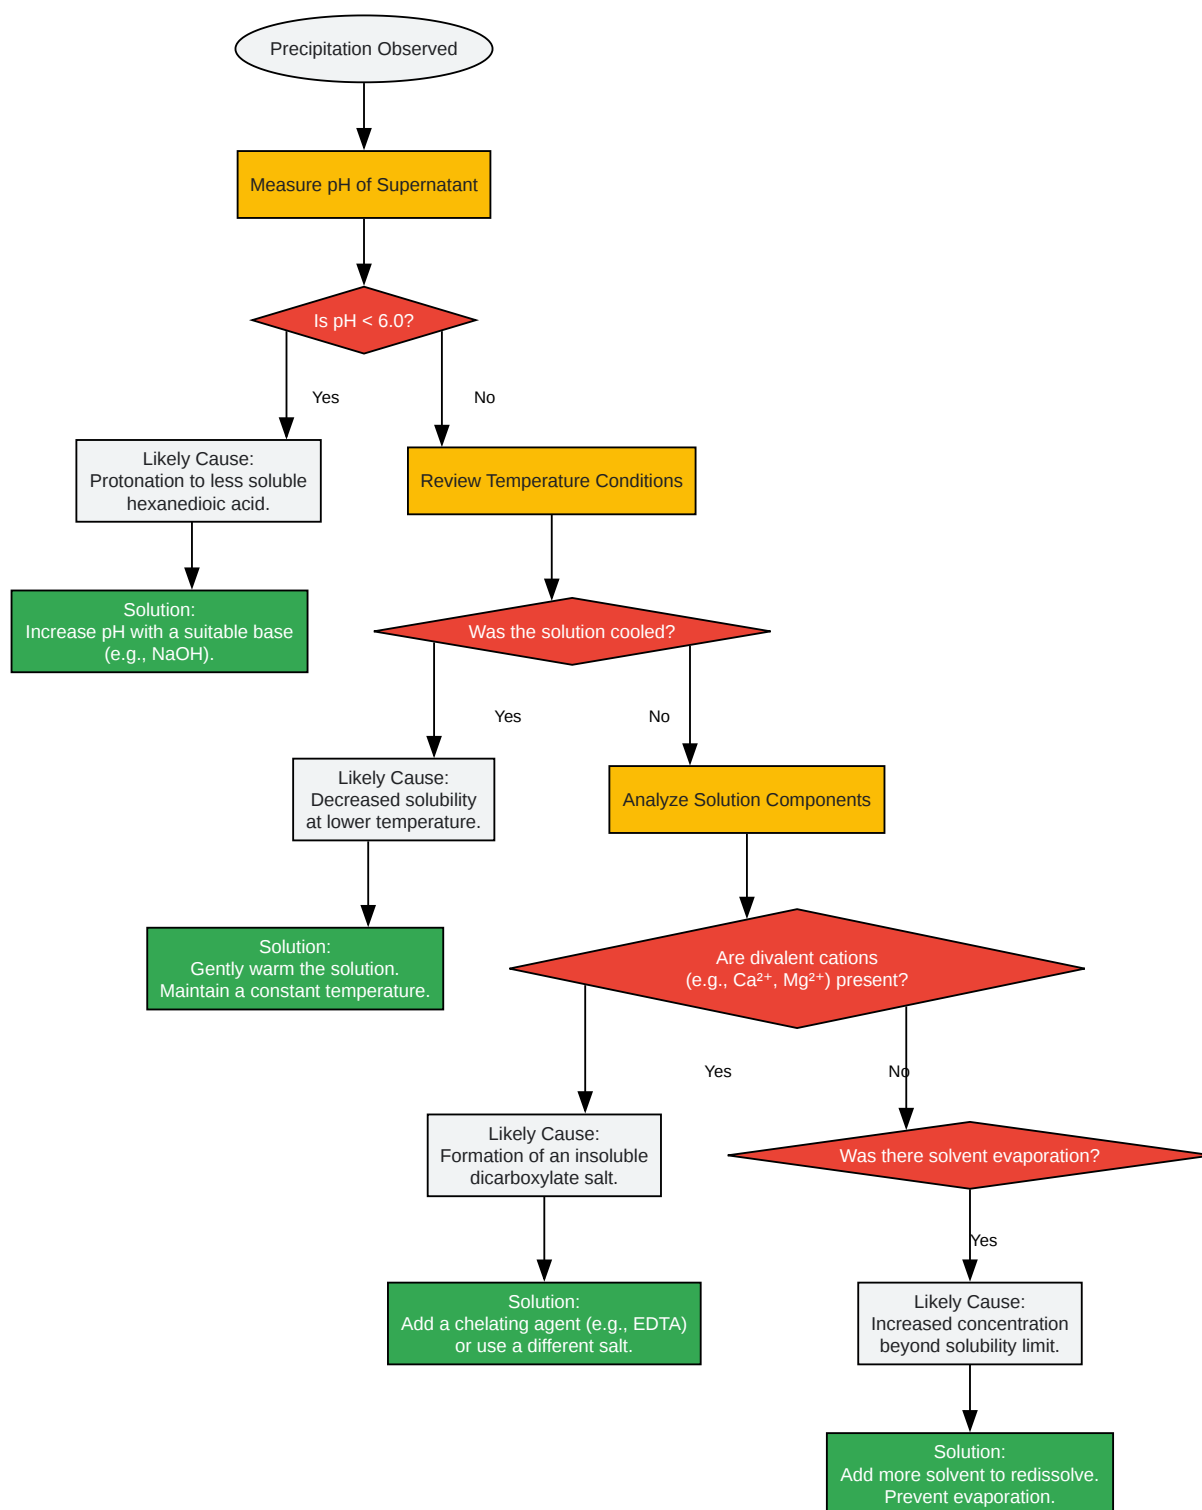 Precipitation Observed
Measure pH of Supernatant
Is pH < 6.0?
Yes
No
Likely Cause:
Protonation to less soluble
hexanedioic acid.
Review Temperature Conditions
Solution:
Increase pH with a suitable base
(e.g., NaOH).
Was the solution cooled?
Yes
No
Likely Cause:
Decreased solubility
at lower temperature.
Analyze Solution Components
Solution:
Gently warm the solution.
Maintain a constant temperature.
Are divalent cations
(e.g., Ca²⁺, Mg²⁺) present?
Yes
No
Likely Cause:
Formation of an insoluble
dicarboxylate salt.
Was there solvent evaporation?
Yes
Solution:
Add a chelating agent (e.g., EDTA)
or use a different salt.
Likely Cause:
Increased concentration
beyond solubility limit.
Solution:
Add more solvent to redissolve.
Prevent evaporation.